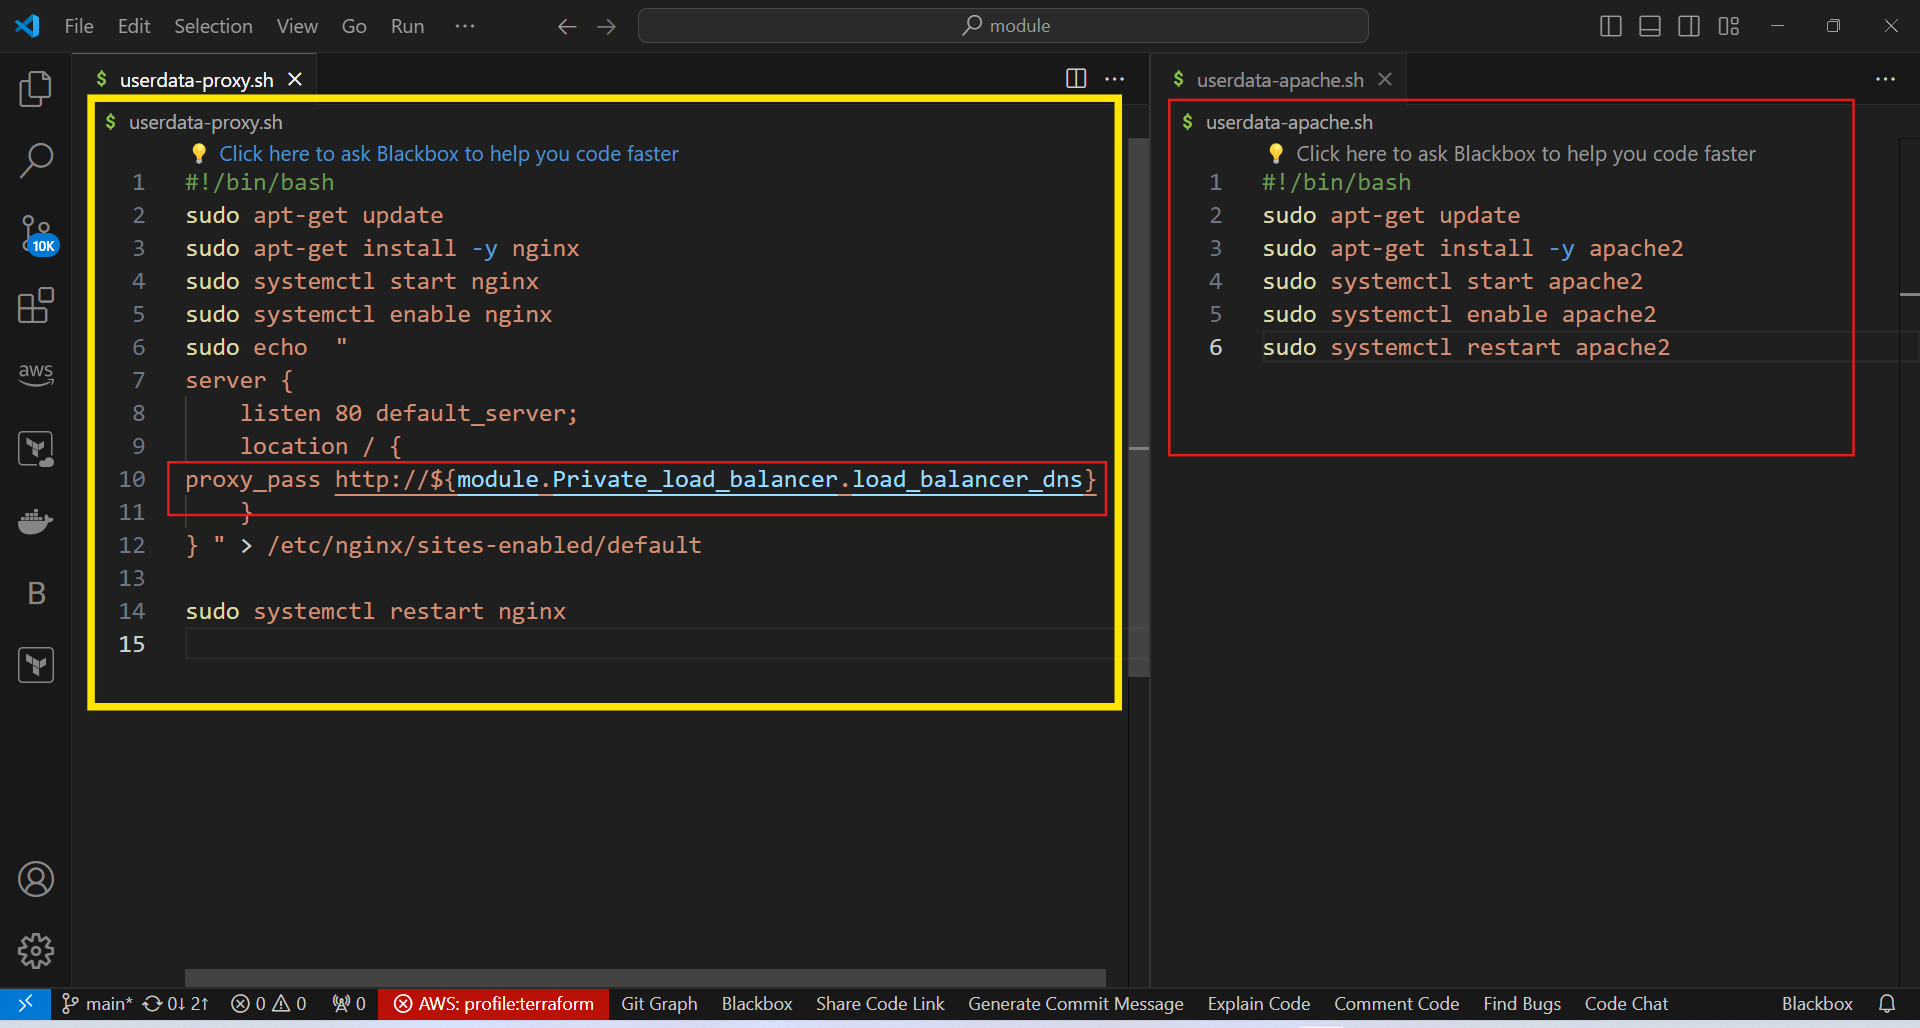 File Edit Selection View Go Run ··· module
$ userdata-proxy.sh
$ userdata-proxy.sh
Click here to ask Blackbox to help you code faster
1 #!/bin/bash
2 sudo apt-get update
3 sudo apt-get install -y nginx
4 sudo systemctl start nginx
5 sudo systemctl enable nginx
6 sudo echo  "
7 server {
8     listen 80 default_server;
9     location / {
10 proxy_pass http://${module.Private_load_balancer.load_balancer_dns}
11     }
12 } " > /etc/nginx/sites-enabled/default
13
14 sudo systemctl restart nginx
15
$ userdata-apache.sh
$ userdata-apache.sh
Click here to ask Blackbox to help you code faster
1 #!/bin/bash
2 sudo apt-get update
3 sudo apt-get install -y apache2
4 sudo systemctl start apache2
5 sudo systemctl enable apache2
6 sudo systemctl restart apache2
10K
aws
B
main* 0↓ 2↑ 0 0 0 AWS: profile:terraform Git Graph Blackbox Share Code Link Generate Commit Message Explain Code Comment Code Find Bugs Code Chat Blackbox